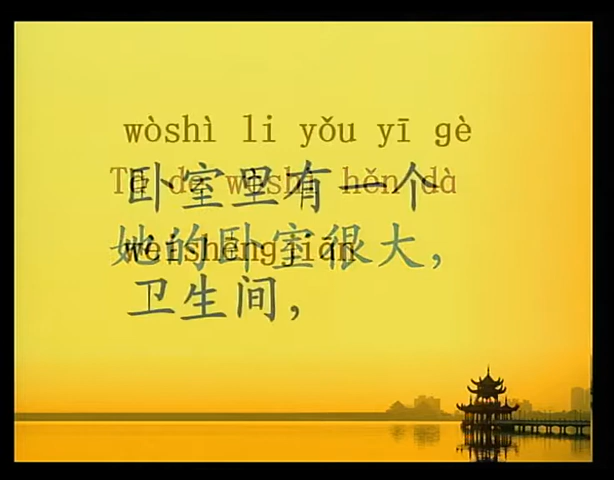 wòshì li yǒu yī gè
Tā de wòshì hěn dà
卧室里有一个
她的卧室很大，
wèishēngjiān
卫生间，